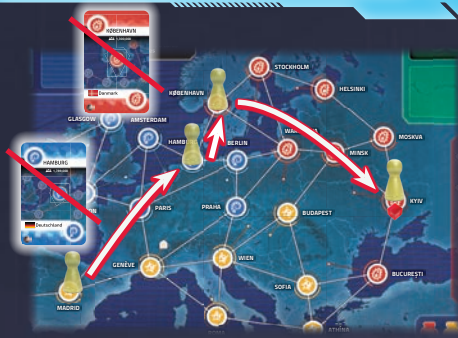 KØBENHAVN
Danmark
STOCKHOLM
HELSINKI
KØBENHAVN
GLASGOW
AMSTERDAM
MOSKVA
HAMBURG
BERLIN
MINSK
HAMBURG
Deutschland
PARIS
PRAHA
BUDAPEST
KYIV
GENÈVE
WIEN
SOFIA
BUCUREȘTI
MADRID